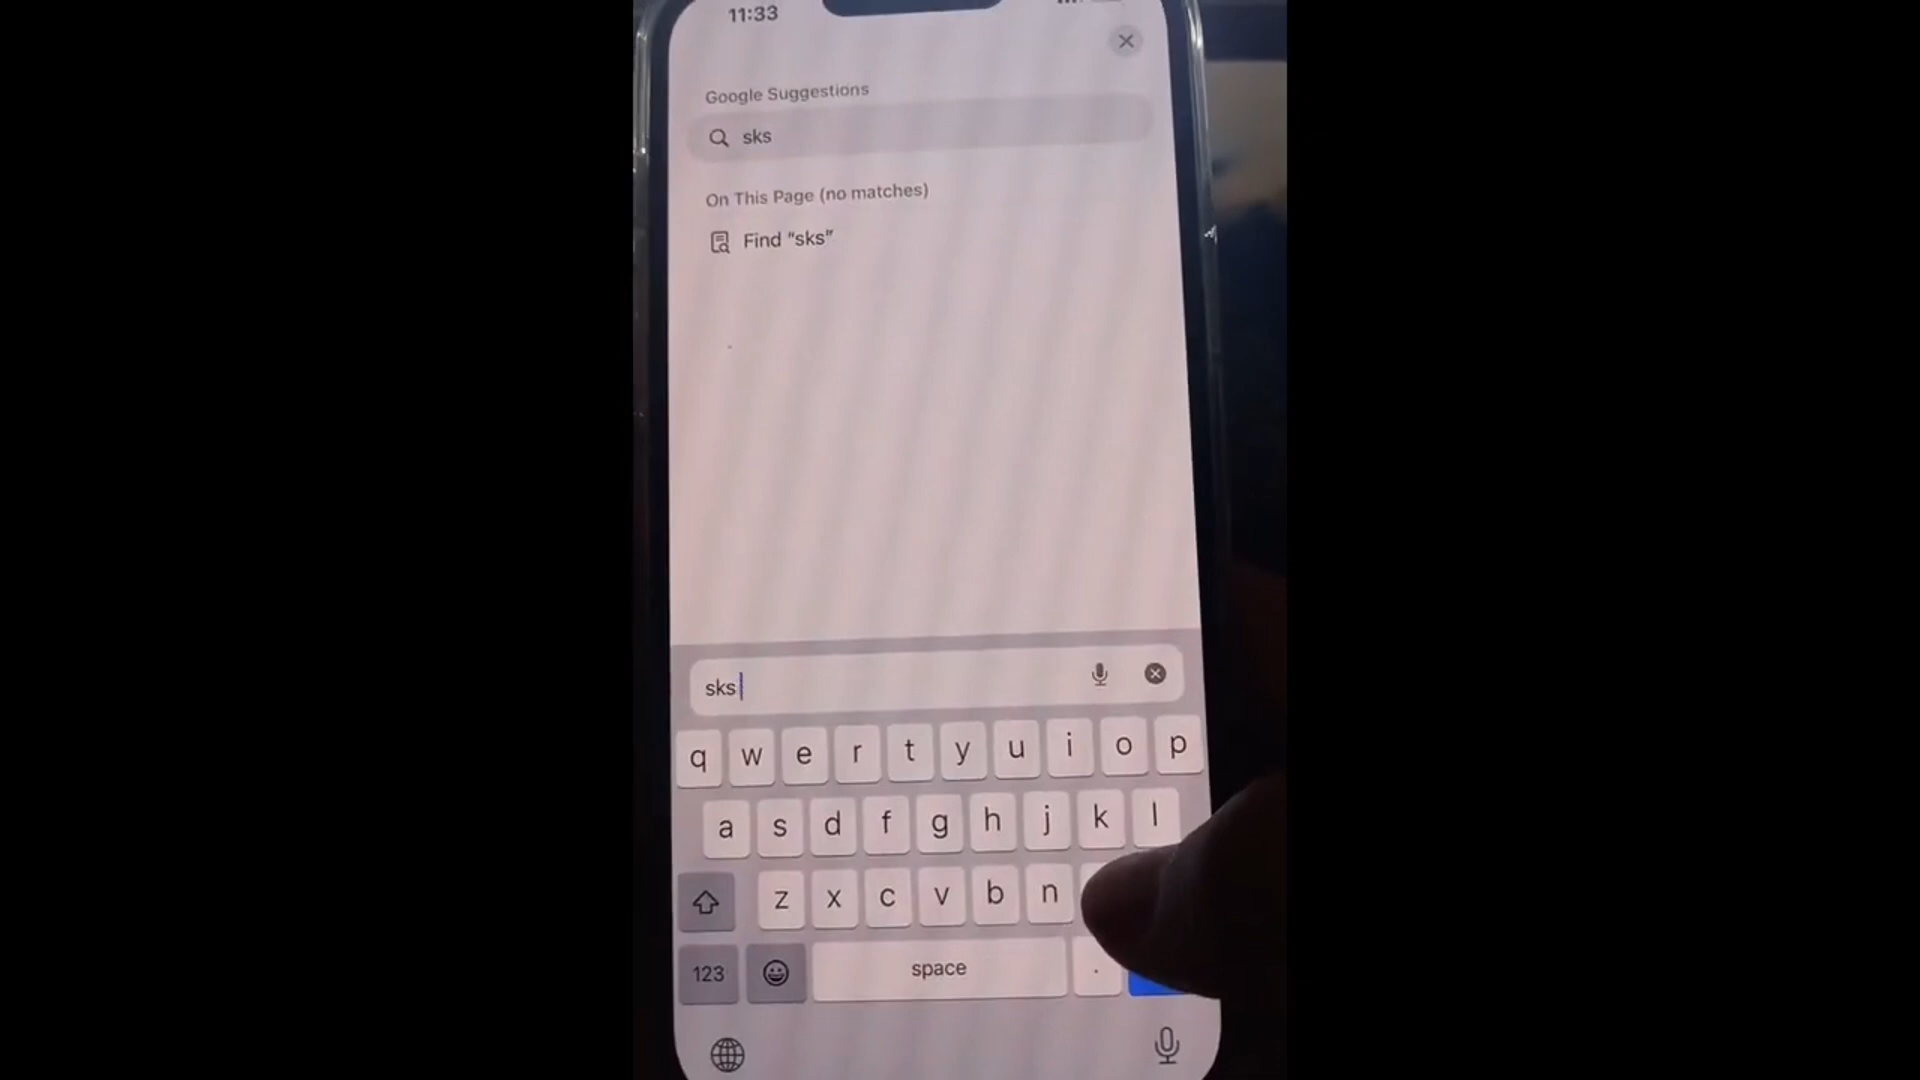 11:33
Google Suggestions
sks
On This Page (no matches)
Find "sks"
sks
q w e r t y u i o p
a s d f g h j k l
z x c v b n
123 space .